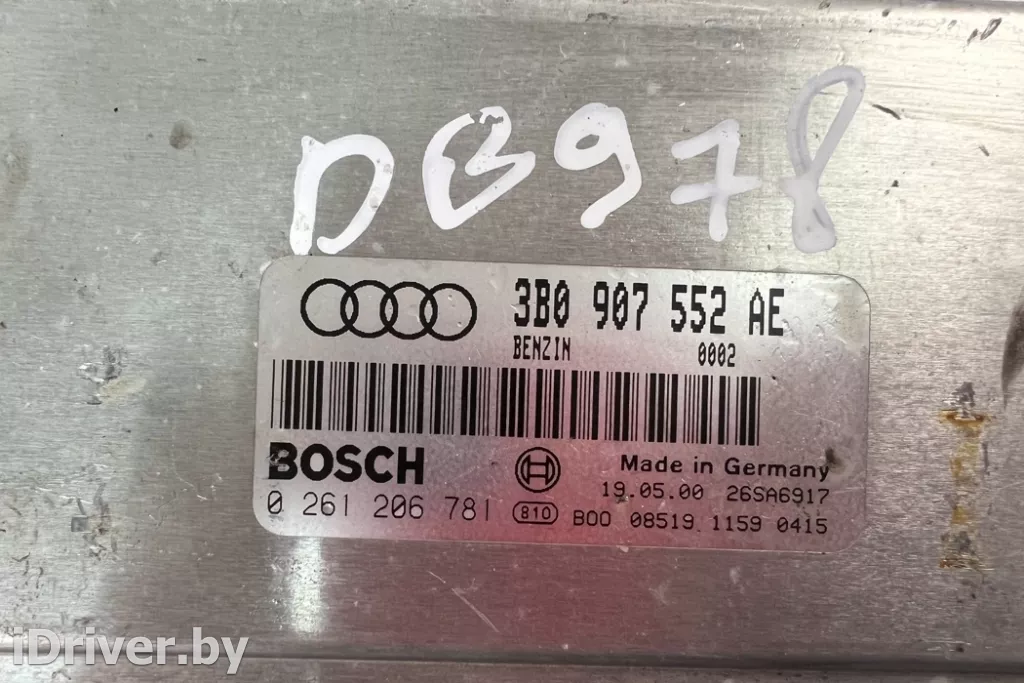 DB978
3B0 907 552 AE
BENZIN 0002
BOSCH Made in Germany
19.05.00 26SA6917
0 261 206 781 810 B00 08519 1159 0415
iDriver.by